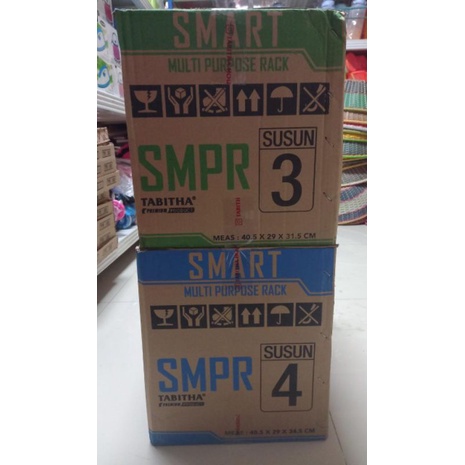 SMART
MULTI PURPOSE RACK
SMPR
SUSUN
3
TABITHA
MEAS : 40.5 X 29 X 31.5 CM
SMART
MULTI PURPOSE RACK
SMPR
SUSUN
4
TABITHA